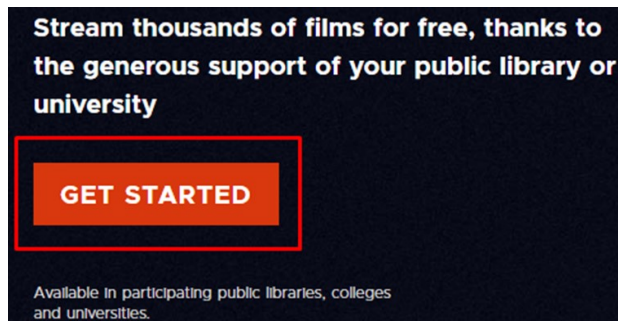 Stream thousands of films for free, thanks to
the generous support of your public library or
university
GET STARTED
Available in participating public libraries, colleges
and universities.